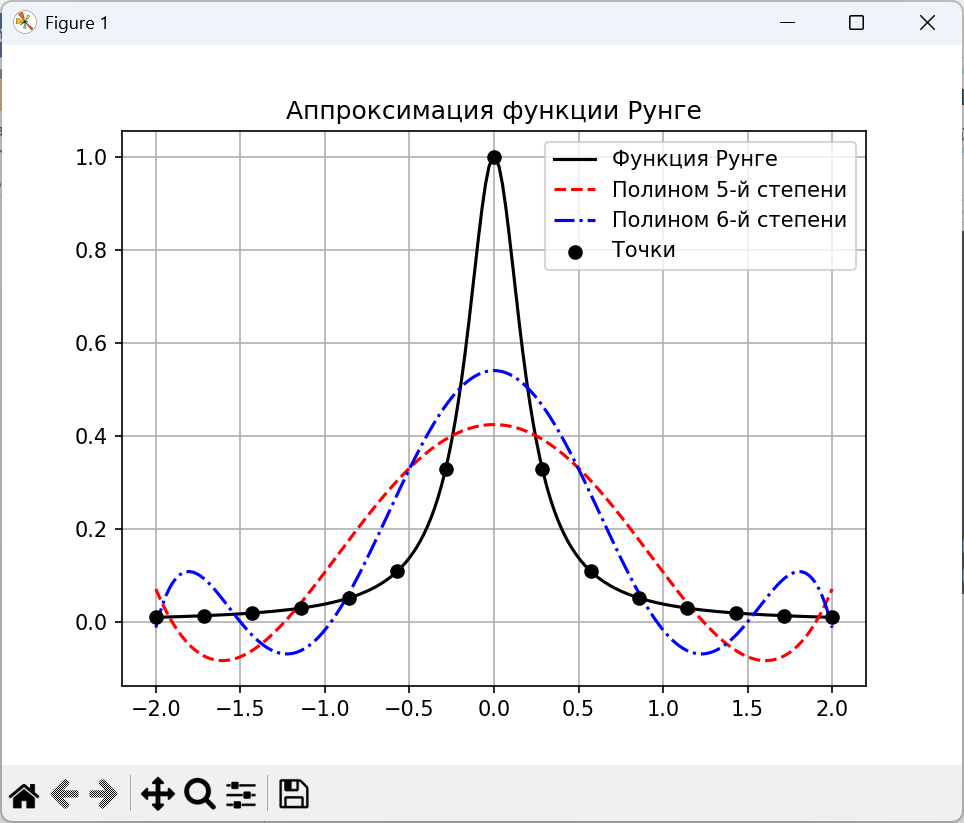 Figure 1
Аппроксимация функции Рунге
Функция Рунге
Полином 5-й степени
Полином 6-й степени
Точки
1.0
0.8
0.6
0.4
0.2
0.0
−2.0 −1.5 −1.0 −0.5 0.0 0.5 1.0 1.5 2.0